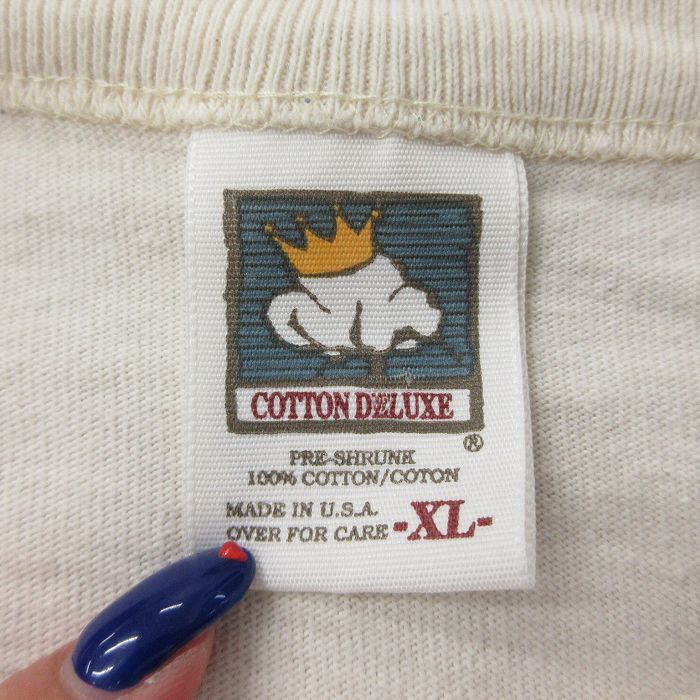 COTTON DELUXE
®
PRE-SHRUNK
100% COTTON/COTON
MADE IN U.S.A.
OVER FOR CARE -XL-